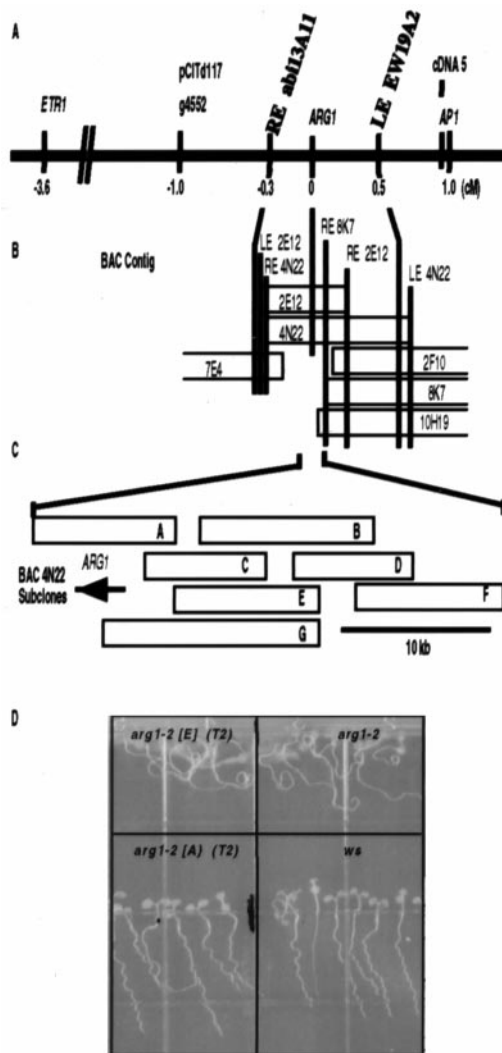 A
RE abi13A11
LE EW19A2
pCITd117
cDNA 5
ETR1
g4552
ARG1
AP1
-3.6
-1.0
-0.3
0
0.5
1.0 (cM)
B
BAC Contig
LE 2E12
RE 4N22
RE 8K7
RE 2E12
LE 4N22
2E12
4N22
7E4
2F10
8K7
10H19
C
A
B
ARG1
C
D
BAC 4N22
Subclones
E
F
G
10 kb
D
arg1-2 [E] (T2)
arg1-2
arg1-2 [A] (T2)
ws